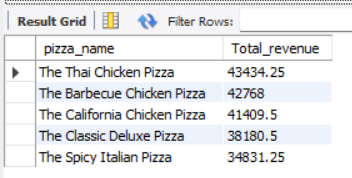 Result Grid Filter Rows:
pizza_name Total_revenue
The Thai Chicken Pizza 43434.25
The Barbecue Chicken Pizza 42768
The California Chicken Pizza 41409.5
The Classic Deluxe Pizza 38180.5
The Spicy Italian Pizza 34831.25